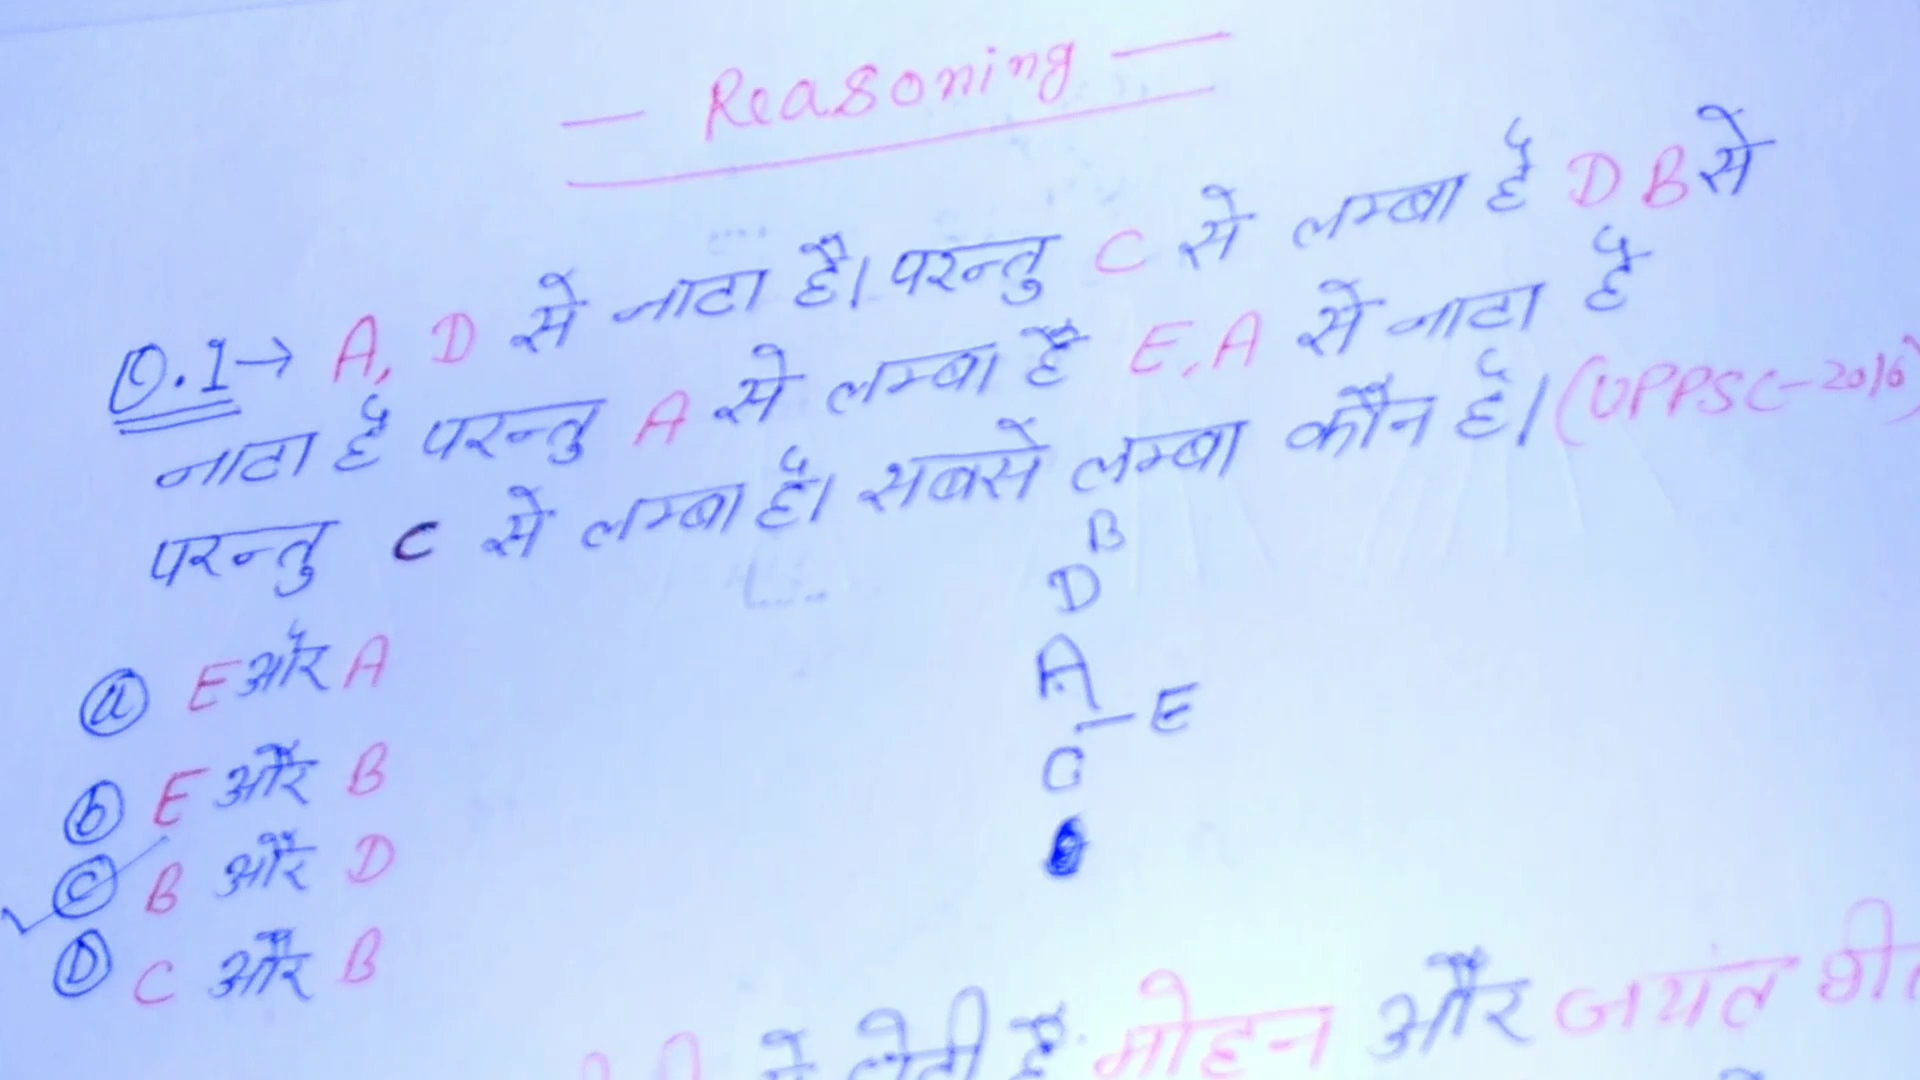 — Reasoning —
Q.1→ A, D से नाटा है। परन्तु C से लम्बा है D B से
नाटा है परन्तु A से लम्बा है E, A से नाटा है
परन्तु C से लम्बा है। सबसे लम्बा कौन है। (UPPSC-2016)
B
D
A
– E
C
ⓐ E और A
ⓑ E और B
ⓒ B और D
Ⓓ C और B
है मोहन और जयंत